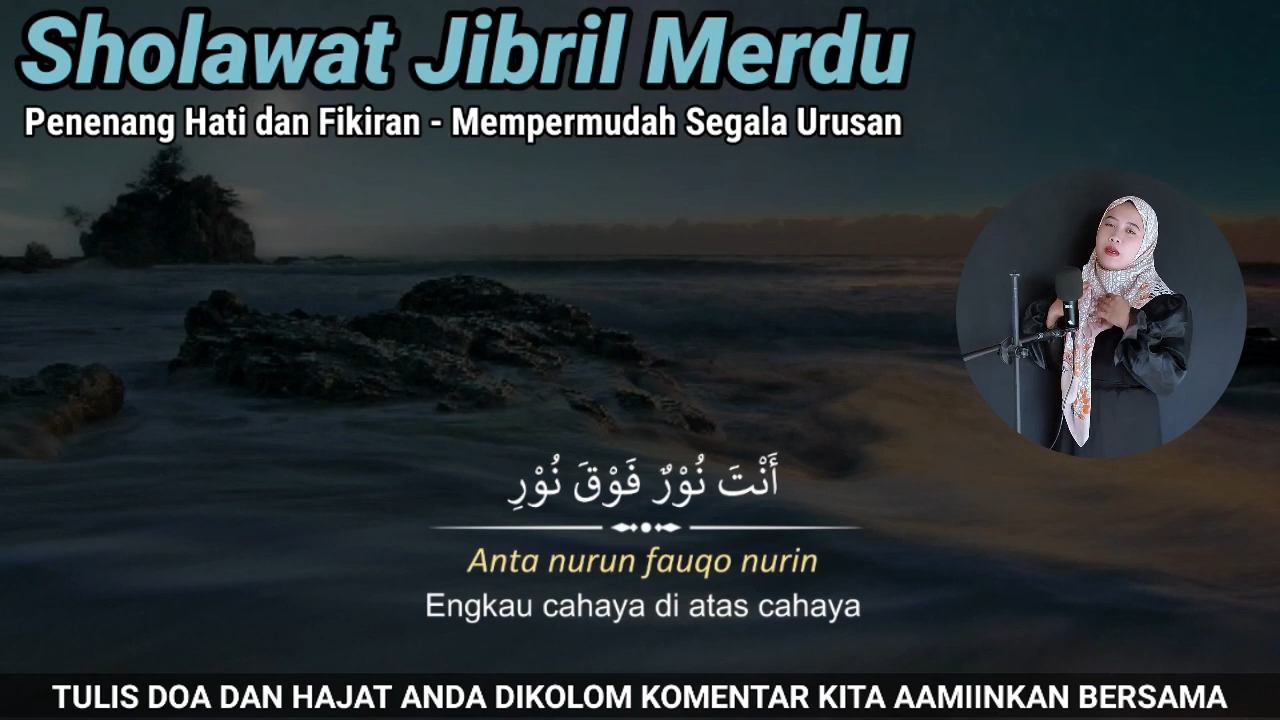 Sholawat Jibril Merdu
Penenang Hati dan Fikiran - Mempermudah Segala Urusan
أَنْتَ نُوْرٌ فَوْقَ نُوْرِ
Anta nurun fauqo nurin
Engkau cahaya di atas cahaya
TULIS DOA DAN HAJAT ANDA DIKOLOM KOMENTAR KITA AAMIINKAN BERSAMA